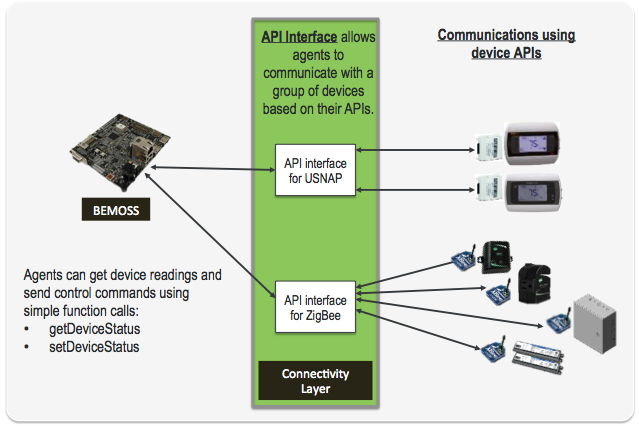 API Interface allows
agents to
communicate with a
group of devices
based on their APIs.
Communications using
device APIs
API interface
for USNAP
BEMOSS
Agents can get device readings and
send control commands using
simple function calls:
• getDeviceStatus
• setDeviceStatus
API interface
for ZigBee
Connectivity
Layer